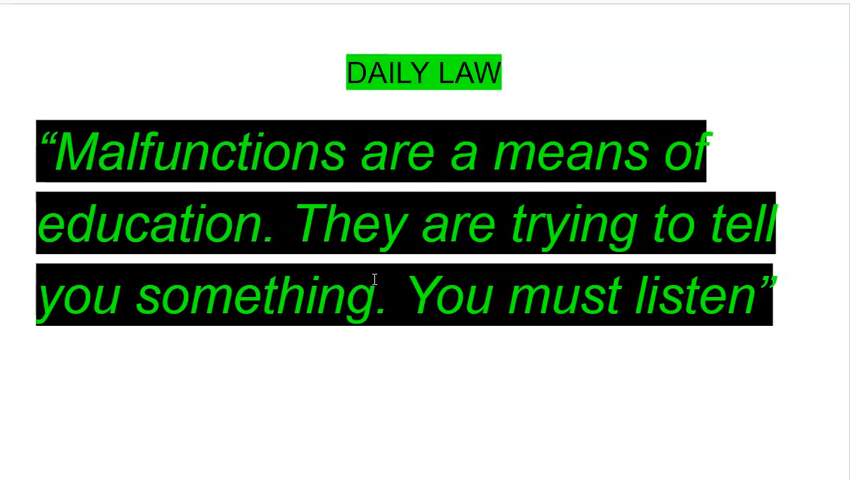 DAILY LAW
“Malfunctions are a means of
education. They are trying to tell
you something. You must listen”